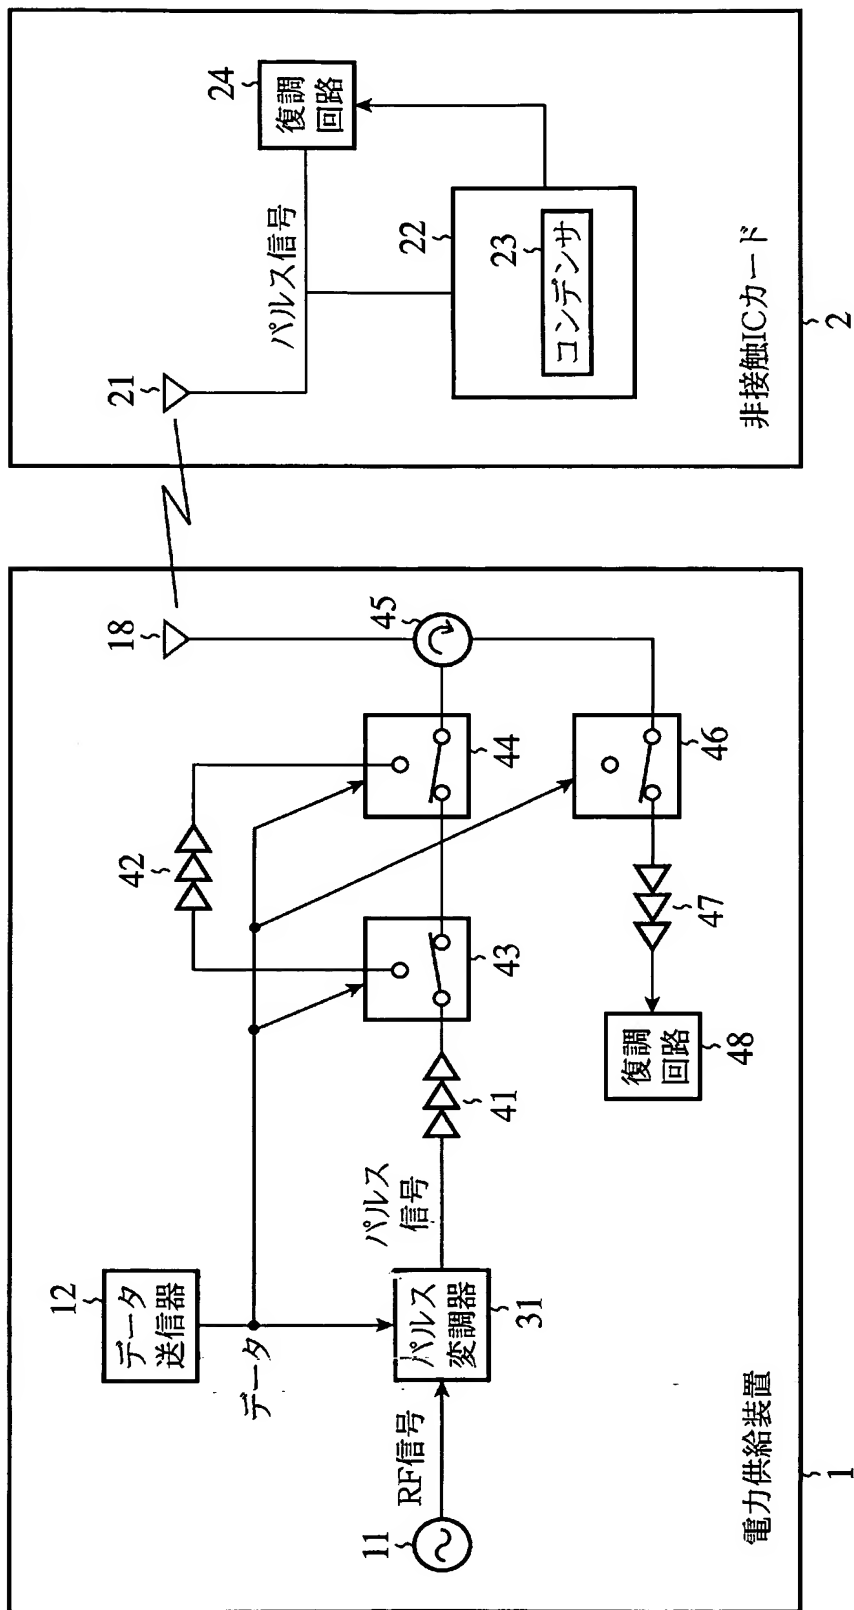 11
RF信号
12
データ
送信器
データ
パルス
変調器
31
パルス
信号
41
42
43
44
18
45
46
47
復調
回路
48
電力供給装置
1
21
パルス信号
24
復調
回路
22
23
コンデンサ
非接触ICカード
2